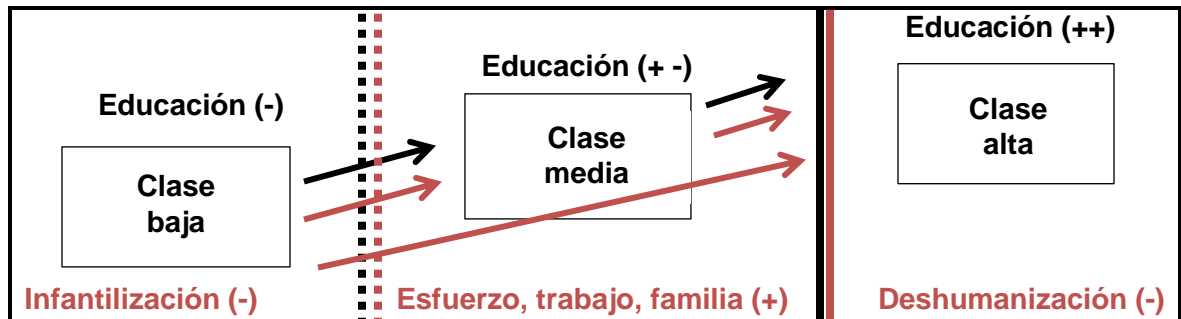 Educación (-)
Clase
baja
Infantilización (-)
Educación (+ -)
Clase
media
Esfuerzo, trabajo, familia (+)
Educación (++)
Clase
alta
Deshumanización (-)